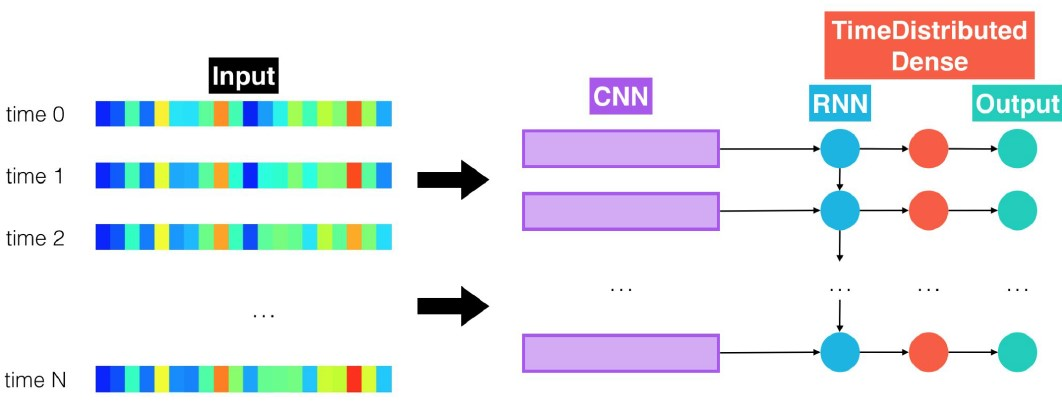 Input
time 0
time 1
time 2
...
time N
CNN
...
TimeDistributed
Dense
RNN
Output
...
...
...